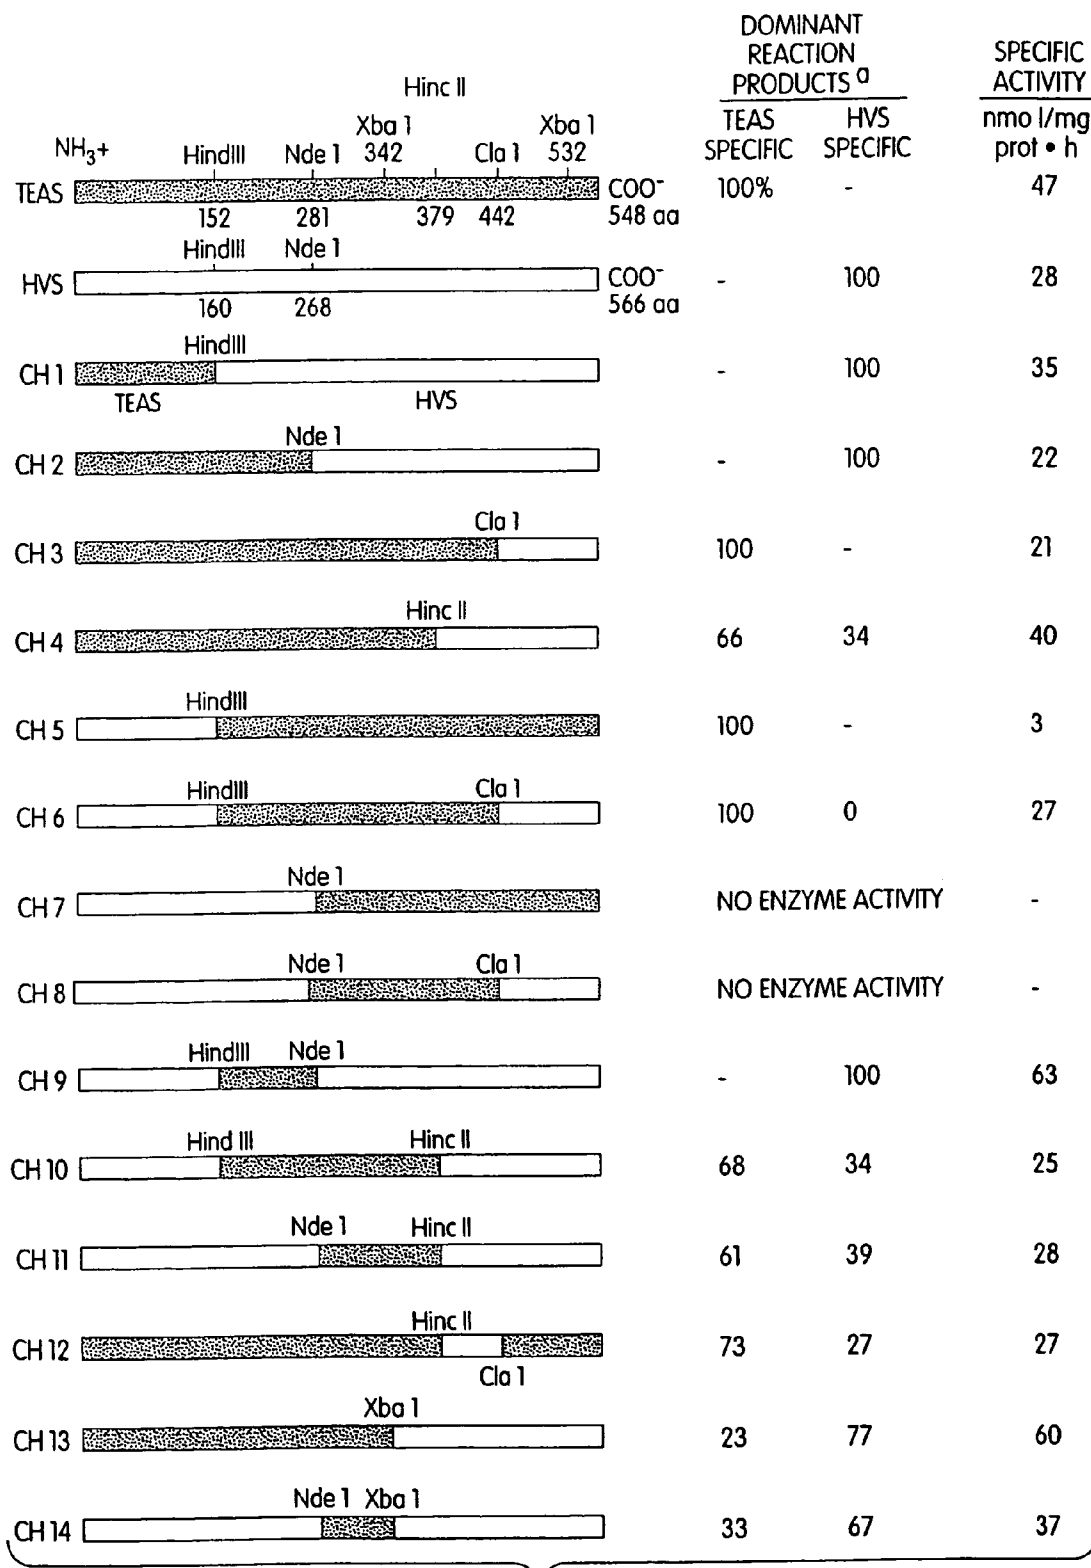 DOMINANT
REACTION
PRODUCTS a
SPECIFIC
ACTIVITY
Hinc II
TEAS
SPECIFIC
HVS
SPECIFIC
nmo l/mg
prot • h
NH3+ HindIII Nde 1 Xba 1 342 Cla 1 Xba 1 532
TEAS COO- 100% - 47
152 281 379 442 548 aa
HindIII Nde 1
HVS COO- - 100 28
160 268 566 aa
HindIII
CH 1 - 100 35
TEAS HVS
Nde 1
CH 2 - 100 22
Cla 1
CH 3 100 - 21
Hinc II
CH 4 66 34 40
HindIII
CH 5 100 - 3
HindIII Cla 1
CH 6 100 0 27
Nde 1
CH 7 NO ENZYME ACTIVITY -
Nde 1 Cla 1
CH 8 NO ENZYME ACTIVITY -
HindIII Nde 1
CH 9 - 100 63
Hind III Hinc II
CH 10 68 34 25
Nde 1 Hinc II
CH 11 61 39 28
Hinc II
CH 12 73 27 27
Cla 1
Xba 1
CH 13 23 77 60
Nde 1 Xba 1
CH 14 33 67 37